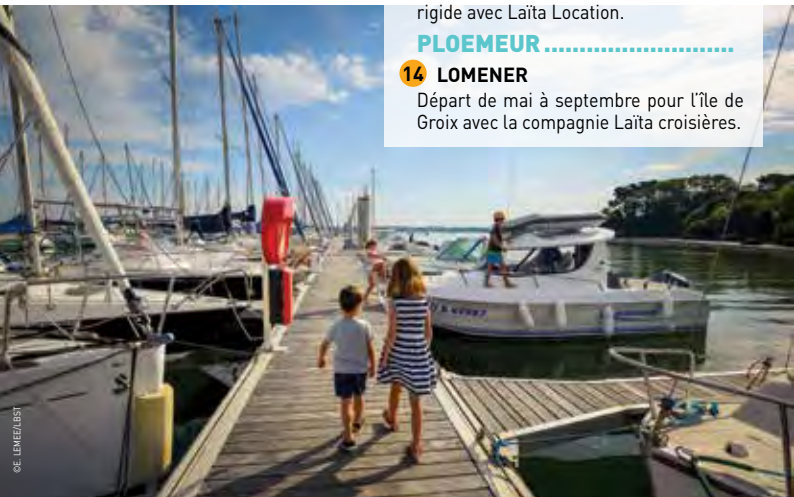 rigide avec Laïta Location.
PLOEMEUR ...........................
14 LOMENER
Départ de mai à septembre pour l'île de
Groix avec la compagnie Laïta croisières.
©E. LEMEE/LBST